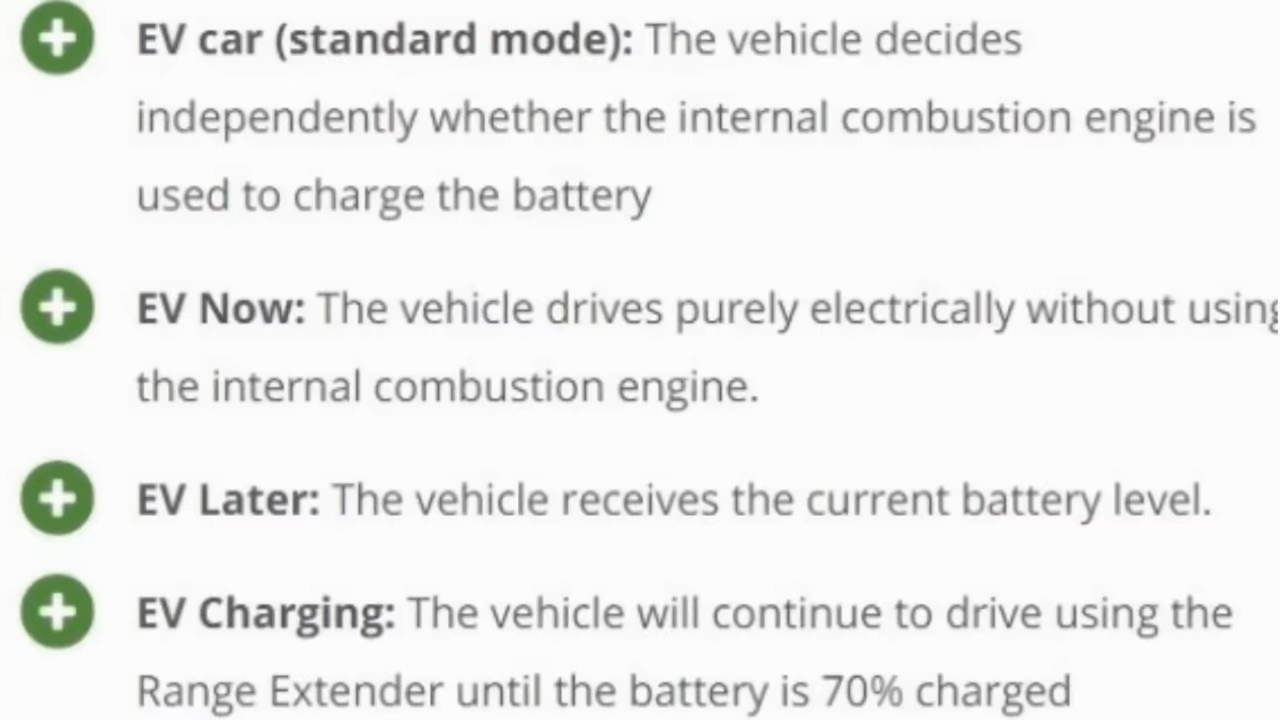 EV car (standard mode): The vehicle decides
independently whether the internal combustion engine is
used to charge the battery
EV Now: The vehicle drives purely electrically without using
the internal combustion engine.
EV Later: The vehicle receives the current battery level.
EV Charging: The vehicle will continue to drive using the
Range Extender until the battery is 70% charged